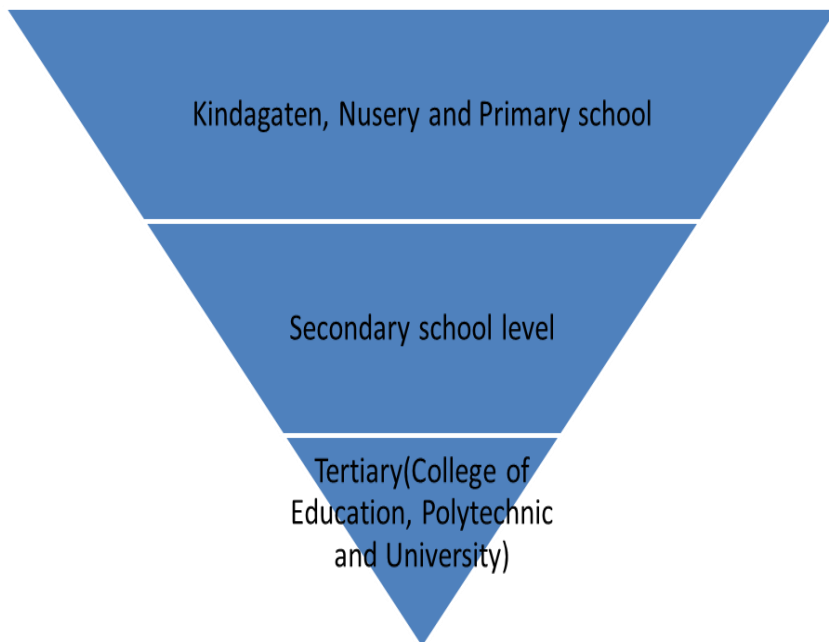 Kindagaten, Nusery and Primary school
Secondary school level
Tertiary(College of
Education, Polytechnic
and University)